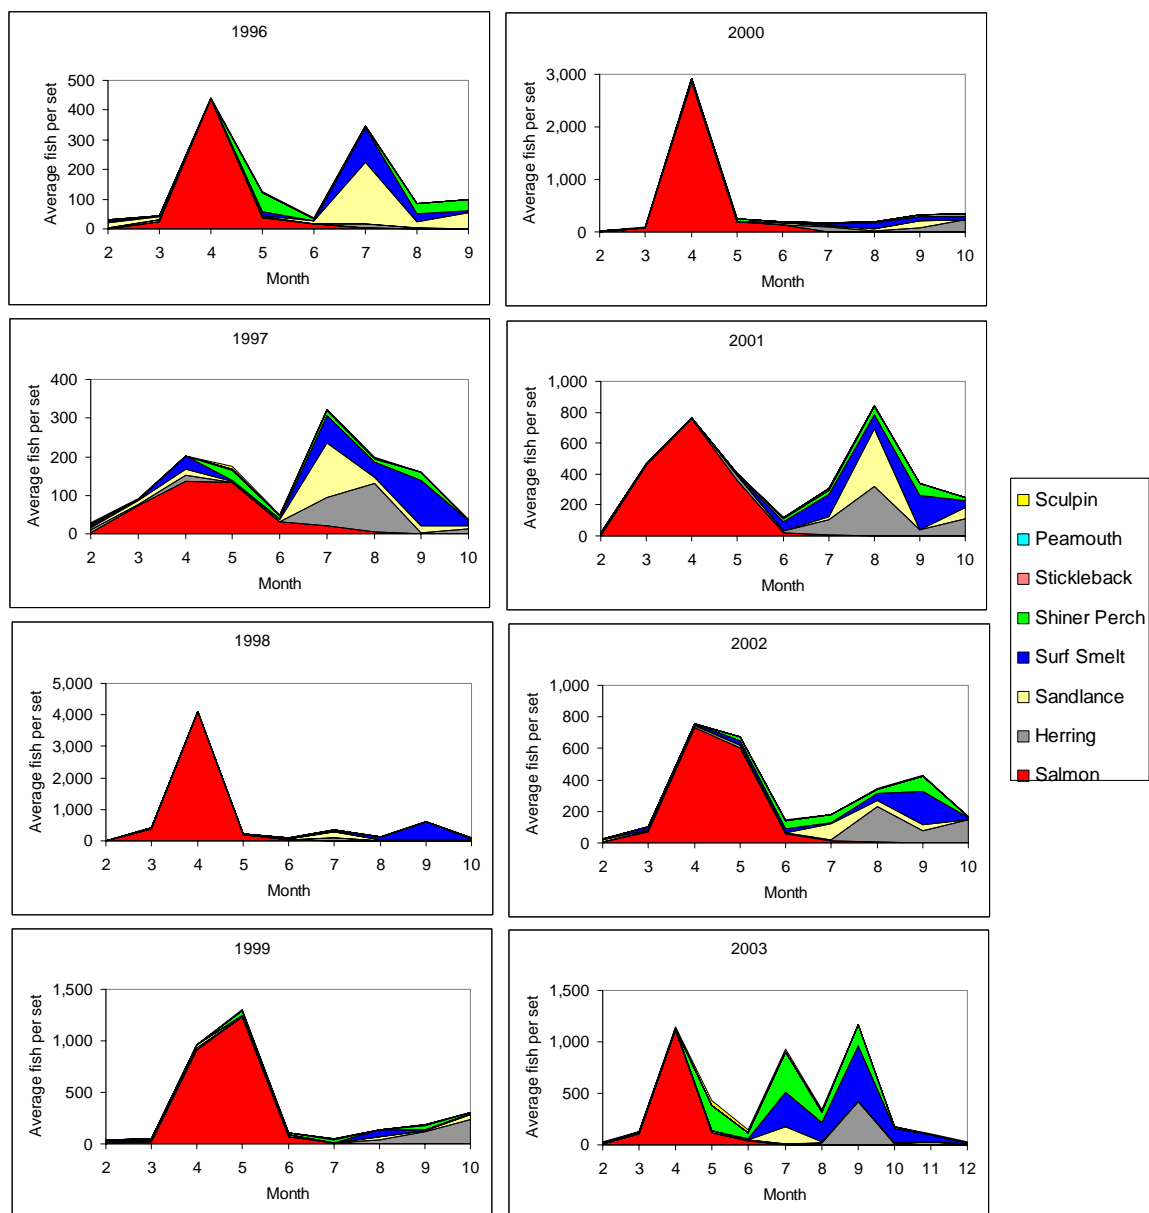 1996
Average fish per set
500
400
300
200
100
0
2 3 4 5 6 7 8 9
Month
1997
Average fish per set
400
300
200
100
0
2 3 4 5 6 7 8 9 10
Month
1998
Average fish per set
5,000
4,000
3,000
2,000
1,000
0
2 3 4 5 6 7 8 9 10
Month
1999
Average fish per set
1,500
1,000
500
0
2 3 4 5 6 7 8 9 10
Month
2000
Average fish per set
3,000
2,000
1,000
0
2 3 4 5 6 7 8 9 10
Month
2001
Average fish per set
1,000
800
600
400
200
0
2 3 4 5 6 7 8 9 10
Month
2002
Average fish per set
1,000
800
600
400
200
0
2 3 4 5 6 7 8 9 10
Month
2003
Average fish per set
1,500
1,000
500
0
2 3 4 5 6 7 8 9 10 11 12
Month
Sculpin
Peamouth
Stickleback
Shiner Perch
Surf Smelt
Sandlance
Herring
Salmon